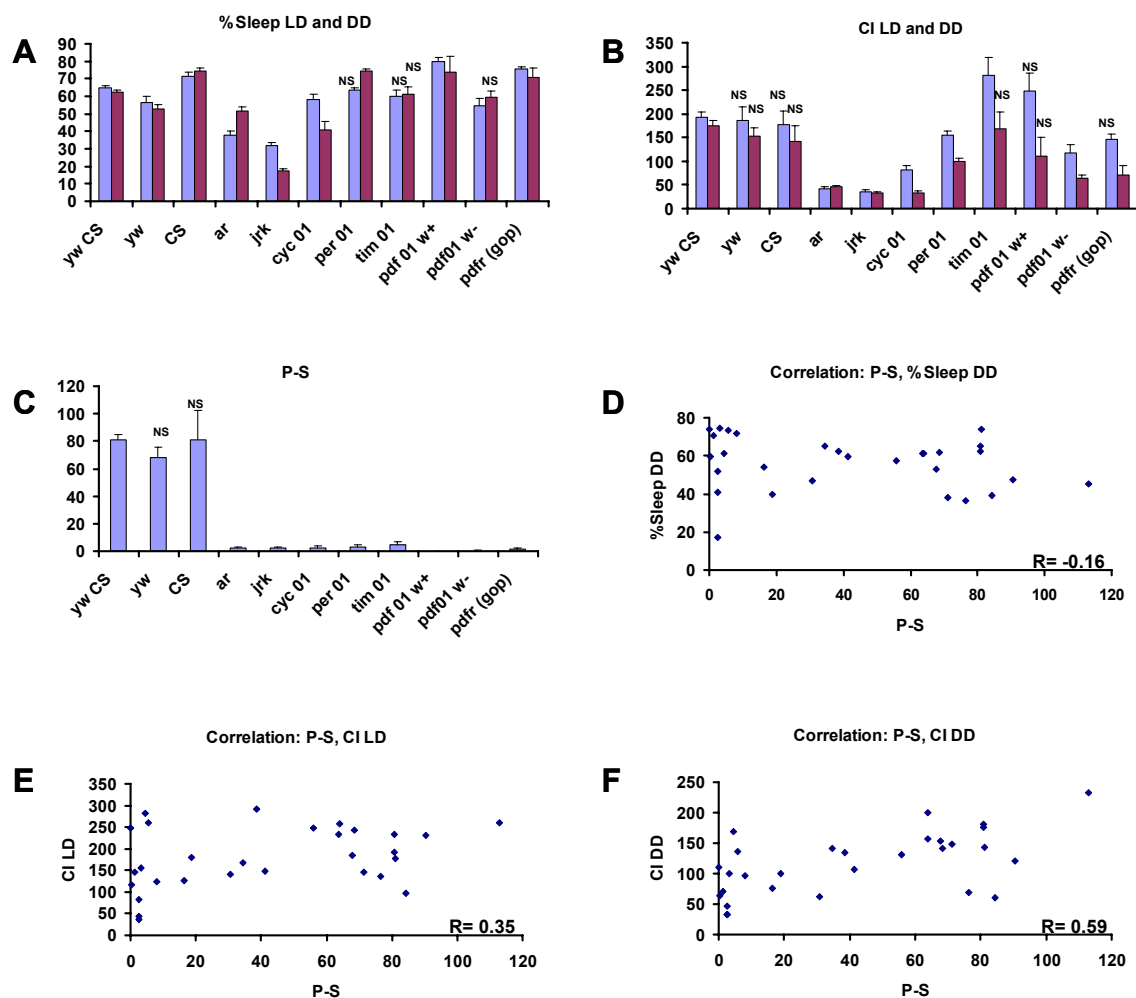 A
%Sleep LD and DD
90
80
70
60
50
40
30
20
10
0
NS
NS
NS
NS
yw CS
yw
CS
ar
jrk
cyc 01
per 01
tim 01
pdf 01 w+
pdf01 w-
pdfr (gop)
B
CI LD and DD
350
300
250
200
150
100
50
0
NS
NS
NS
NS
NS
NS
NS
NS
yw CS
yw
CS
ar
jrk
cyc 01
per 01
tim 01
pdf 01 w+
pdf01 w-
pdfr (gop)
C
P-S
120
100
80
60
40
20
0
NS
NS
yw CS
yw
CS
ar
jrk
cyc 01
per 01
tim 01
pdf 01 w+
pdf01 w-
pdfr (gop)
D
Correlation: P-S, %Sleep DD
%Sleep DD
80
60
40
20
0
R= -0.16
0 20 40 60 80 100 120
P-S
E
Correlation: P-S, CI LD
CI LD
350
300
250
200
150
100
50
0
R= 0.35
0 20 40 60 80 100 120
P-S
F
Correlation: P-S, CI DD
CI DD
250
200
150
100
50
0
R= 0.59
0 20 40 60 80 100 120
P-S